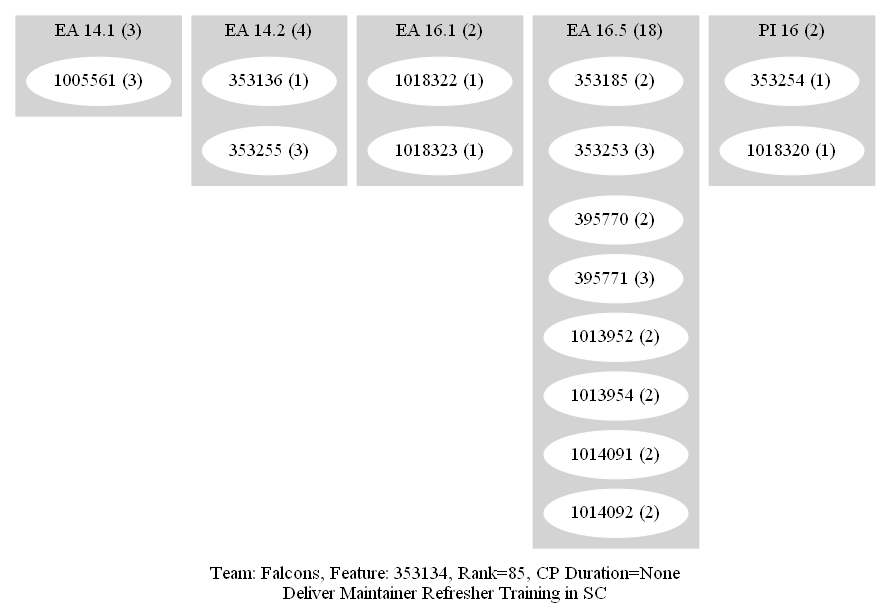 EA 14.1 (3)
1005561 (3)
EA 14.2 (4)
353136 (1)
353255 (3)
EA 16.1 (2)
1018322 (1)
1018323 (1)
EA 16.5 (18)
353185 (2)
353253 (3)
395770 (2)
395771 (3)
1013952 (2)
1013954 (2)
1014091 (2)
1014092 (2)
PI 16 (2)
353254 (1)
1018320 (1)
Team: Falcons, Feature: 353134, Rank=85, CP Duration=None
Deliver Maintainer Refresher Training in SC